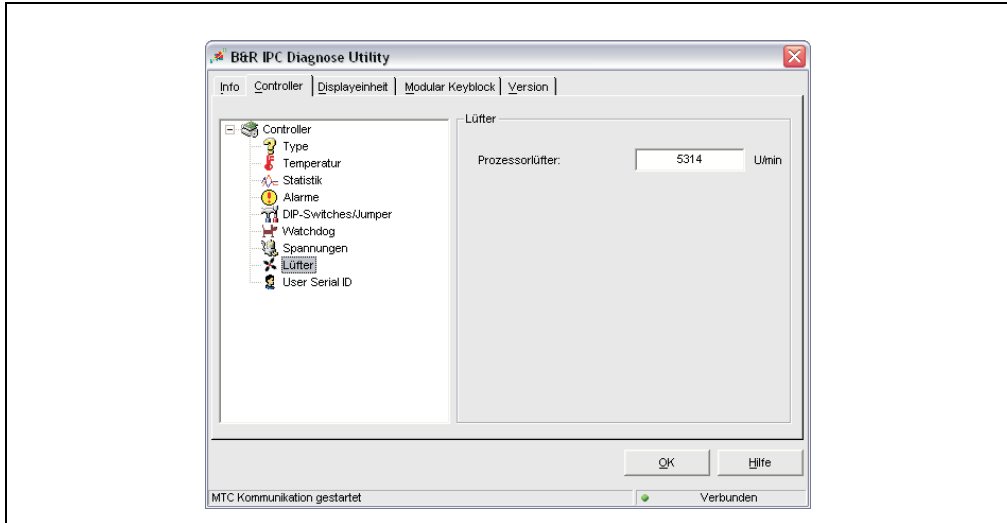 B&R IPC Diagnose Utility
Info Controller Displayeinheit Modular Keyblock Version
Controller
Type
Temperatur
Statistik
Alarme
DIP-Switches/Jumper
Watchdog
Spannungen
Lüfter
User Serial ID
Lüfter
Prozessorlüfter: 5314 U/min
OK Hilfe
MTC Kommunikation gestartet Verbunden